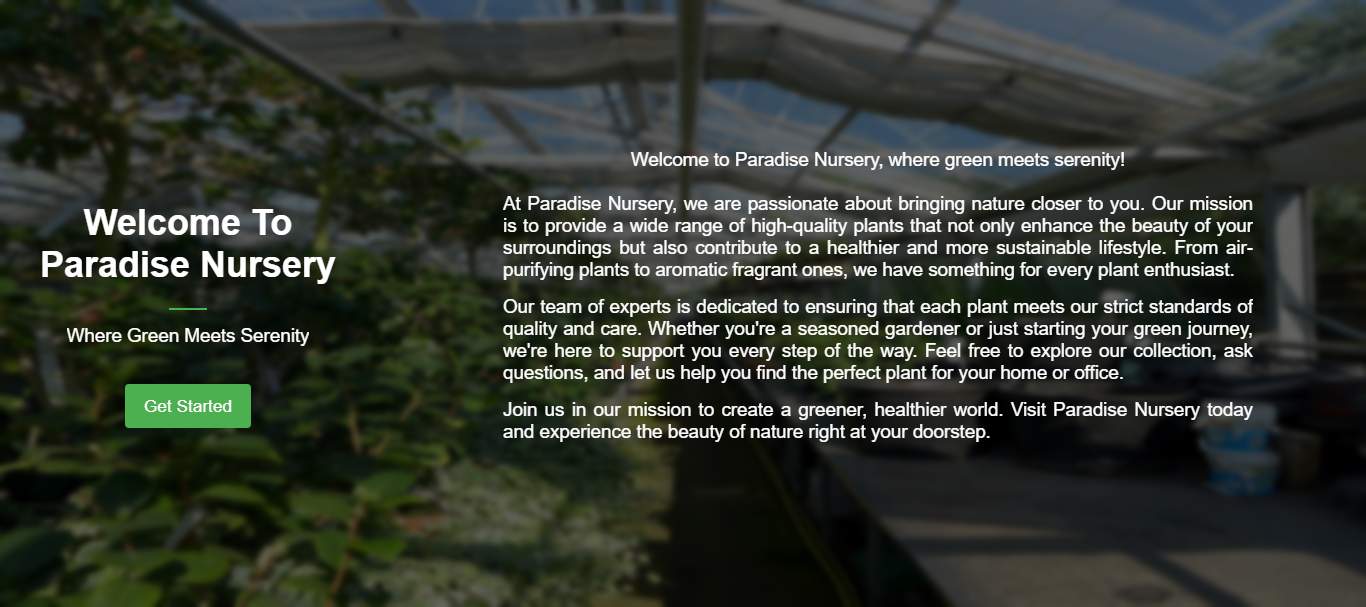 Welcome To
Paradise Nursery
Where Green Meets Serenity
Get Started
Welcome to Paradise Nursery, where green meets serenity!
At Paradise Nursery, we are passionate about bringing nature closer to you. Our mission
is to provide a wide range of high-quality plants that not only enhance the beauty of your
surroundings but also contribute to a healthier and more sustainable lifestyle. From air-
purifying plants to aromatic fragrant ones, we have something for every plant enthusiast.
Our team of experts is dedicated to ensuring that each plant meets our strict standards of
quality and care. Whether you're a seasoned gardener or just starting your green journey,
we're here to support you every step of the way. Feel free to explore our collection, ask
questions, and let us help you find the perfect plant for your home or office.
Join us in our mission to create a greener, healthier world. Visit Paradise Nursery today
and experience the beauty of nature right at your doorstep.